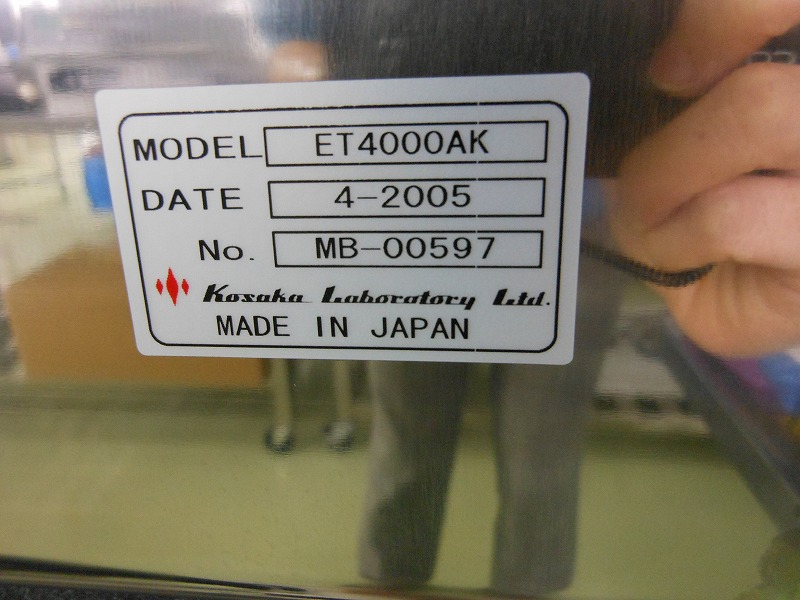 MODEL ET4000AK
DATE 4-2005
No. MB-00597
Kosaka Laboratory Ltd.
MADE IN JAPAN